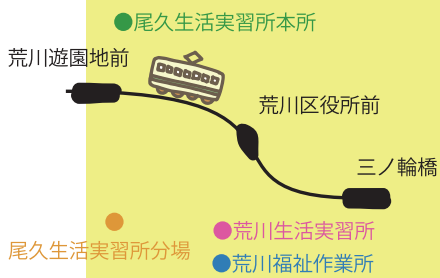 尾久生活実習所本所
荒川遊園地前
荒川区役所前
三ノ輪橋
荒川生活実習所
尾久生活実習所分場
荒川福祉作業所